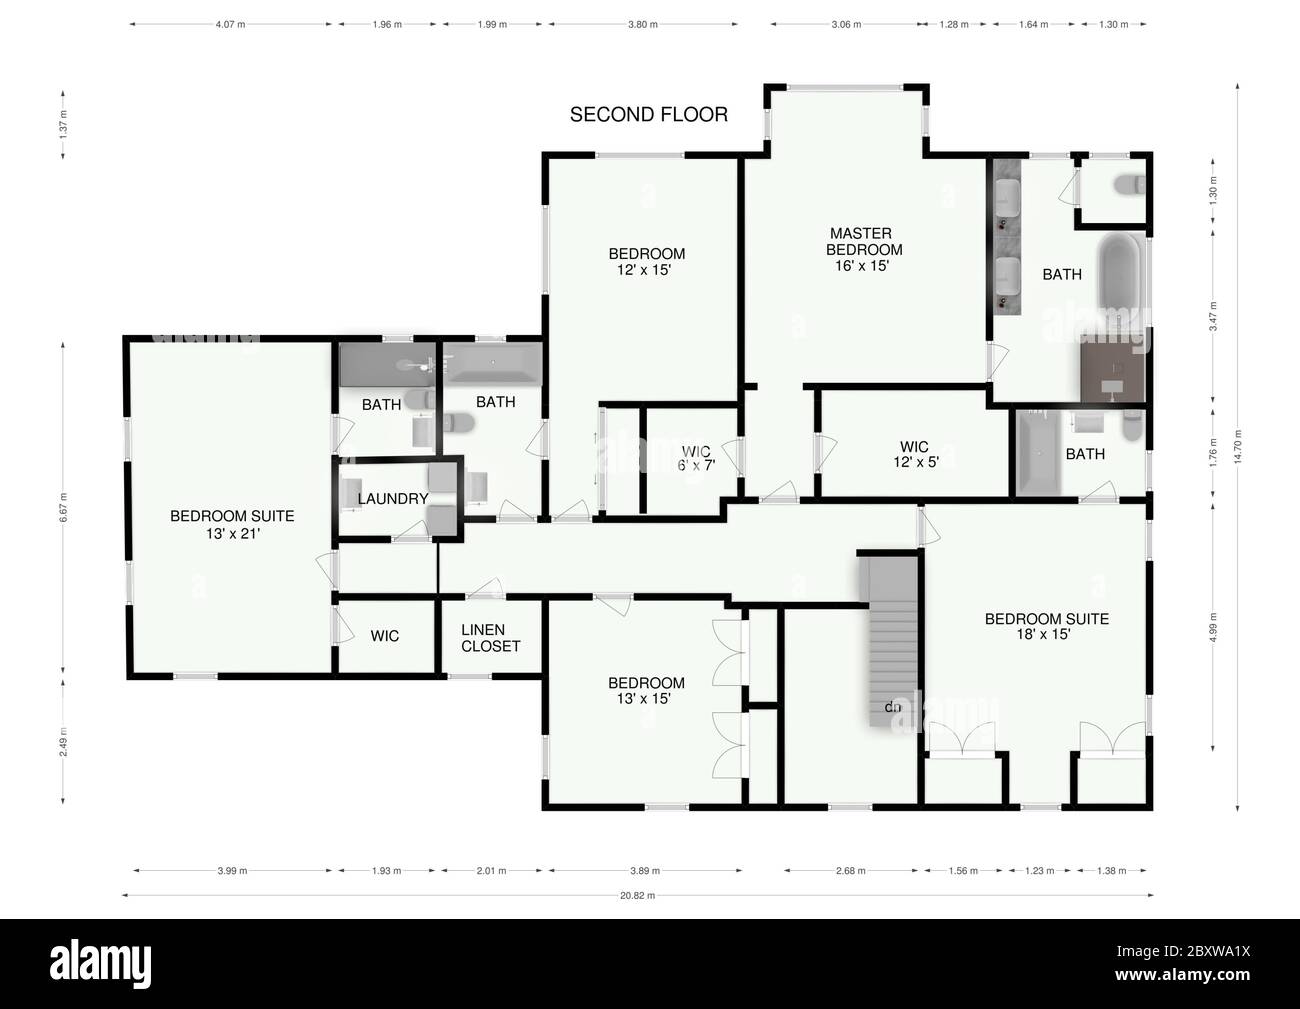 4.07 m
1.96 m
1.99 m
3.80 m
3.06 m
1.28 m
1.64 m
1.30 m
1.37 m
SECOND FLOOR
1.30 m
BEDROOM
12' x 15'
MASTER
BEDROOM
16' x 15'
BATH
3.47 m
14.70 m
BATH
BATH
WIC
6' x 7'
WIC
12' x 5'
BATH
1.76 m
6.67 m
BEDROOM SUITE
13' x 21'
LAUNDRY
WIC
LINEN
CLOSET
BEDROOM SUITE
18' x 15'
4.99 m
BEDROOM
13' x 15'
dn
2.49 m
3.99 m
1.93 m
2.01 m
3.89 m
2.68 m
1.56 m
1.23 m
1.38 m
20.82 m
alamy
alamy
alamy
alamy
a
a
a
a
a
a
a
a
alamy
Image ID: 2BXWA1X
www.alamy.com